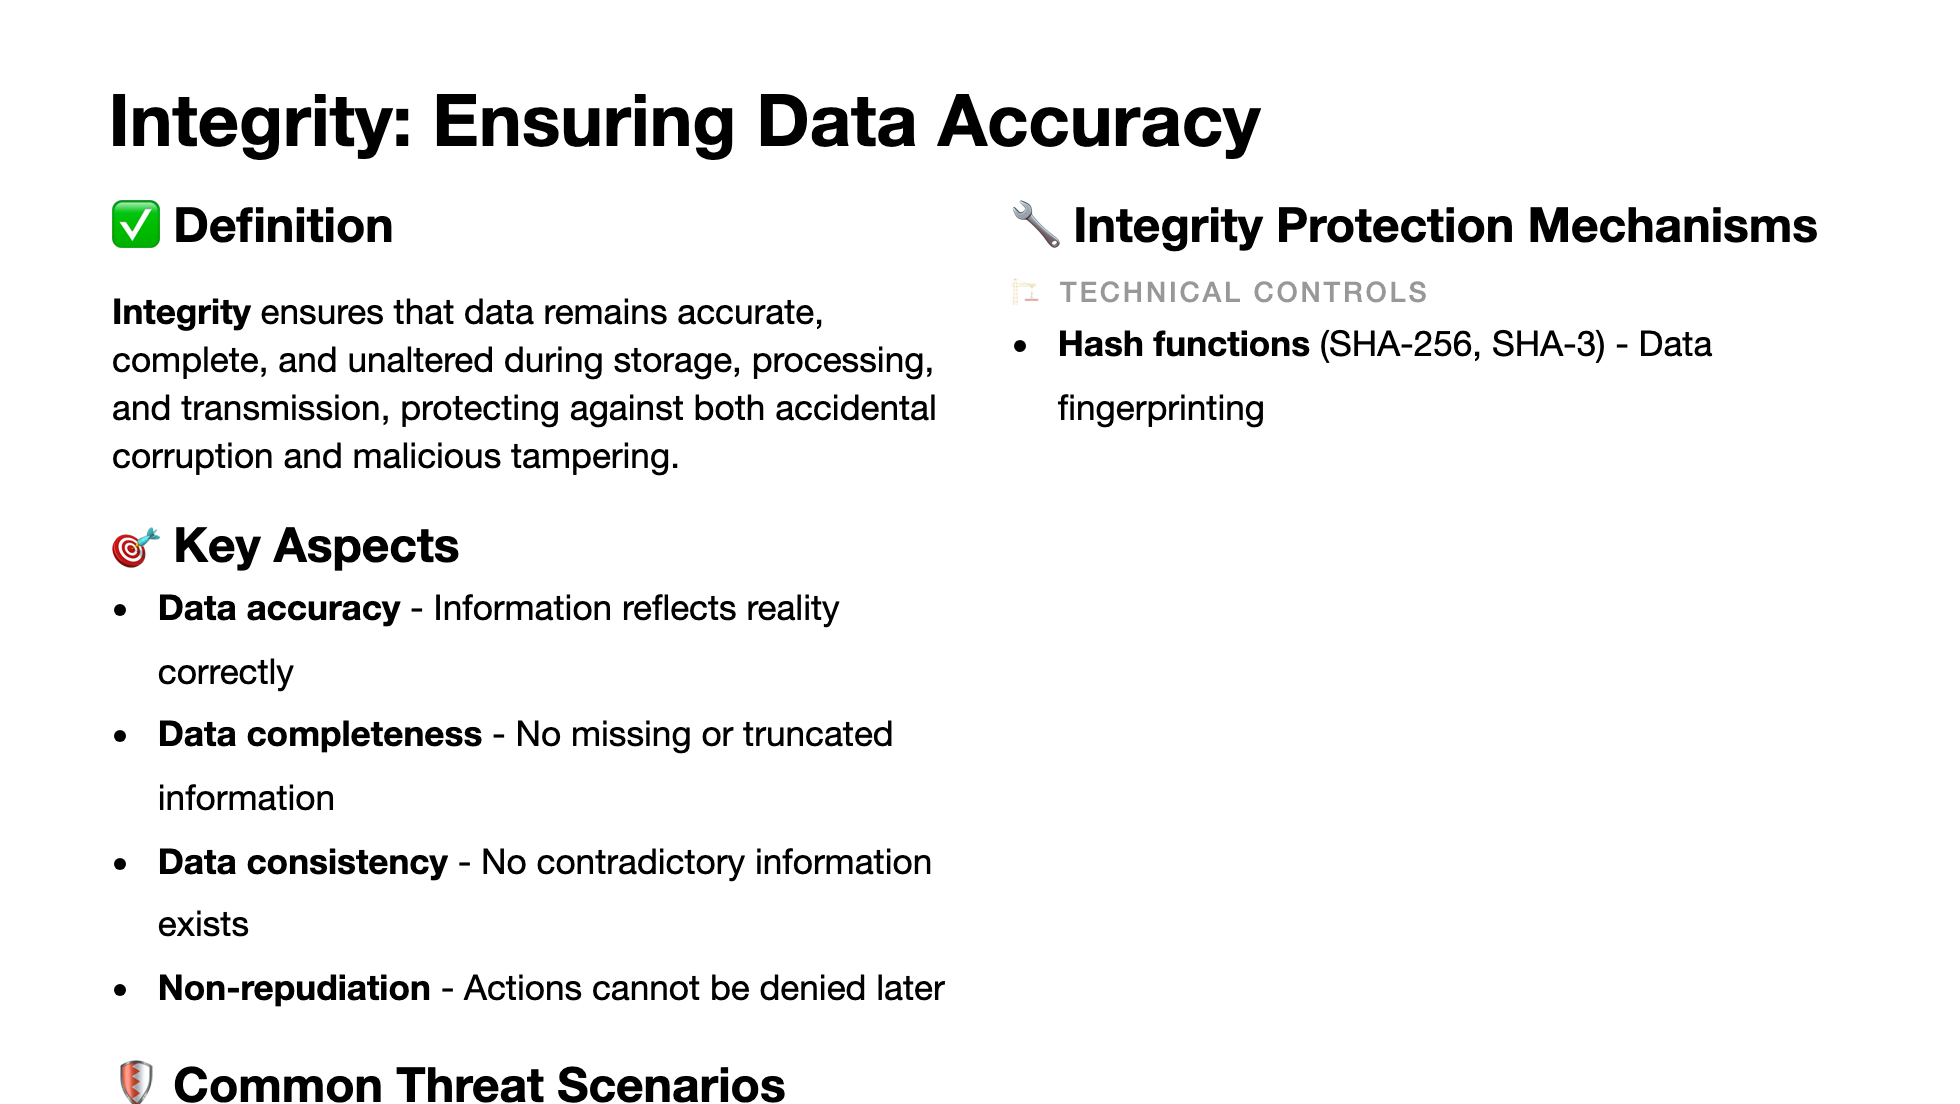 Integrity: Ensuring Data Accuracy
✅ Definition
Integrity ensures that data remains accurate,
complete, and unaltered during storage, processing,
and transmission, protecting against both accidental
corruption and malicious tampering.
🎯 Key Aspects
• Data accuracy - Information reflects reality
correctly
• Data completeness - No missing or truncated
information
• Data consistency - No contradictory information
exists
• Non-repudiation - Actions cannot be denied later
🛡️ Common Threat Scenarios
🔧 Integrity Protection Mechanisms
🏗️ TECHNICAL CONTROLS
• Hash functions (SHA-256, SHA-3) - Data
fingerprinting